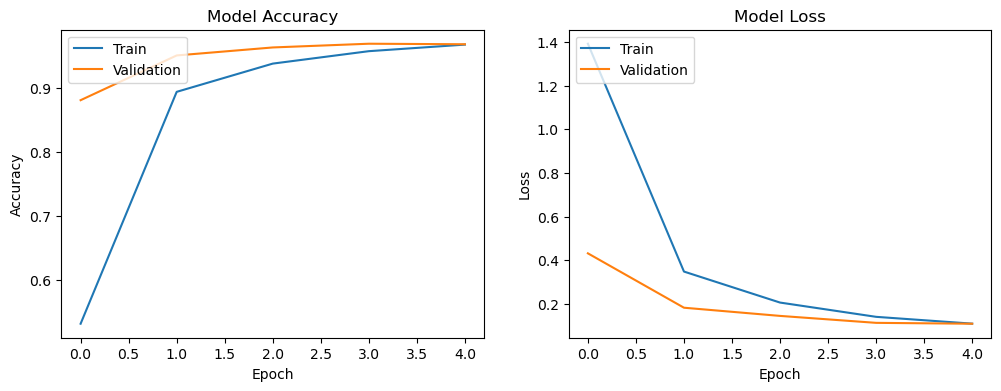 Model Accuracy
Train
Validation
0.9
0.8
0.7
0.6
Accuracy
0.0 0.5 1.0 1.5 2.0 2.5 3.0 3.5 4.0
Epoch
Model Loss
Train
Validation
1.4
1.2
1.0
0.8
0.6
0.4
0.2
Loss
0.0 0.5 1.0 1.5 2.0 2.5 3.0 3.5 4.0
Epoch